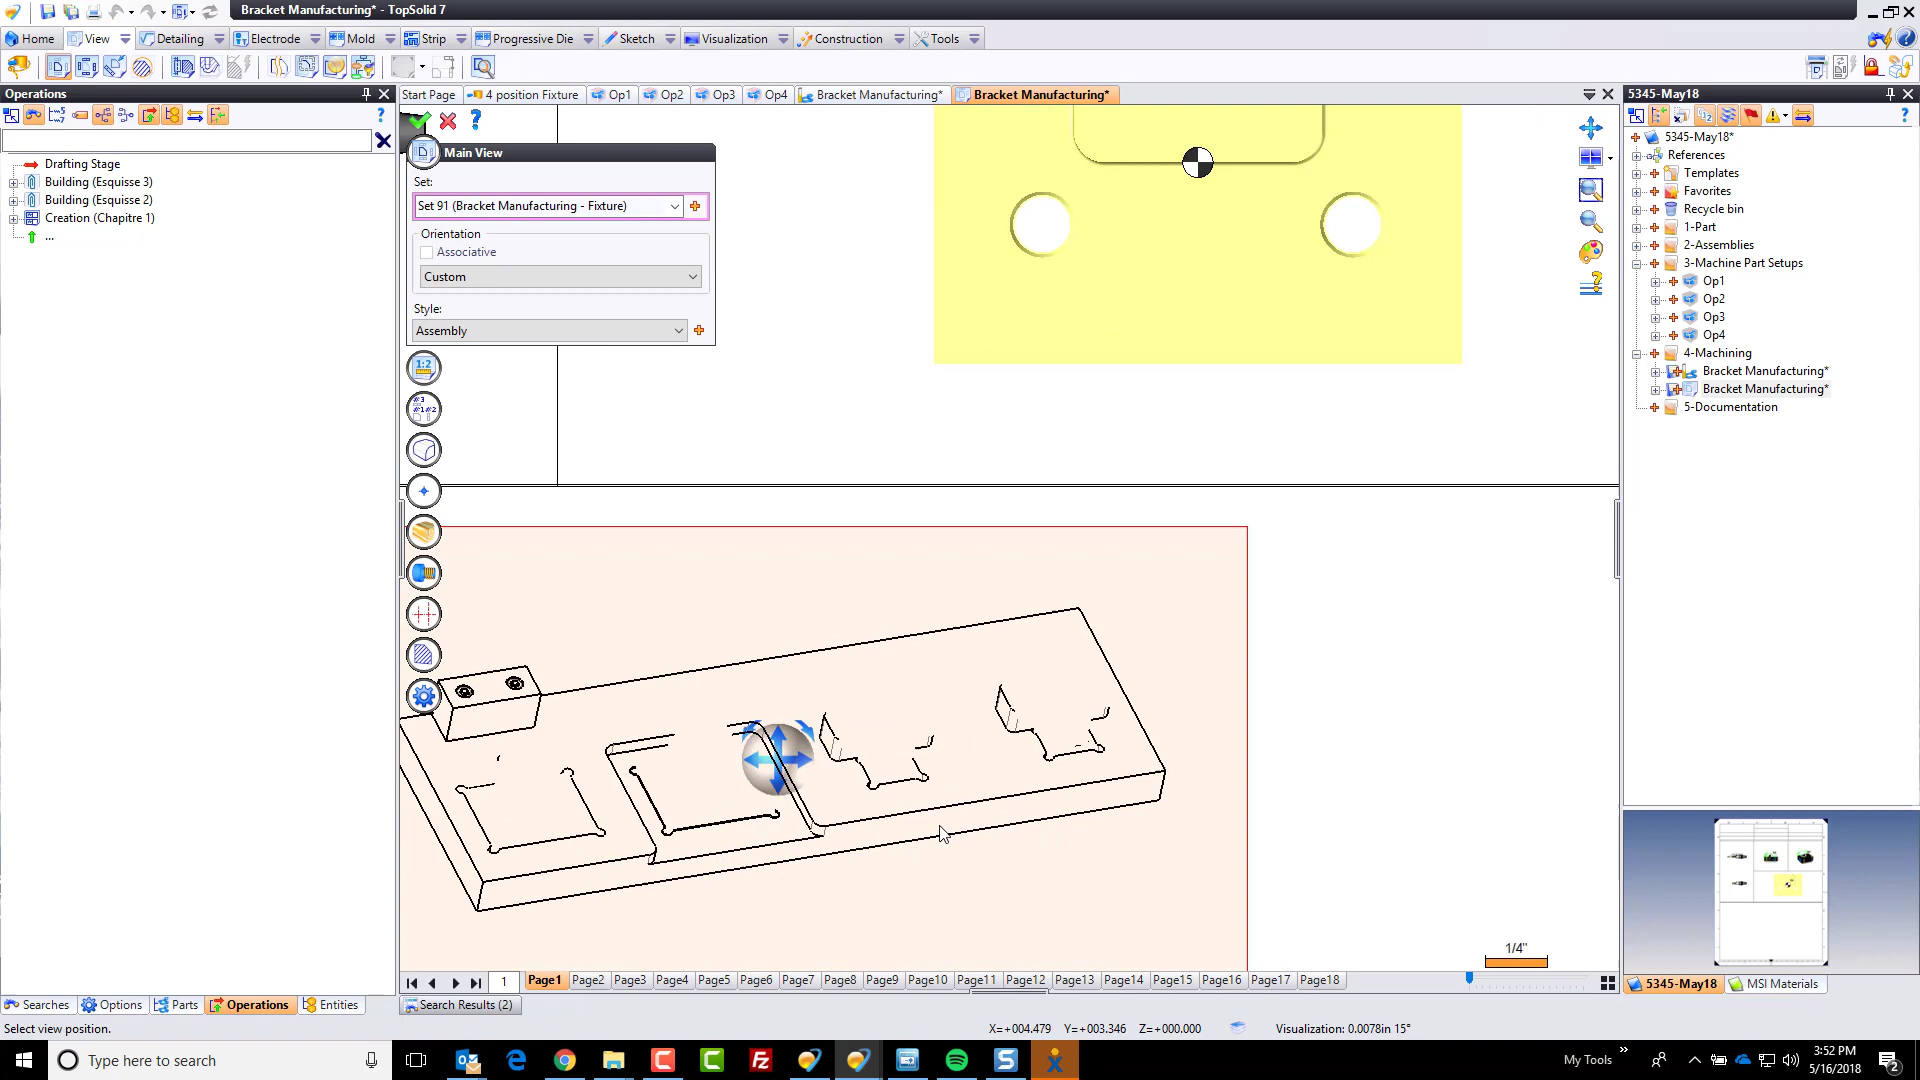 Bracket Manufacturing* - TopSolid 7
Home View Detailing Electrode Mold Strip Progressive Die Sketch Visualization Construction Tools
Operations
Drafting Stage
Building (Esquisse 3)
Building (Esquisse 2)
Creation (Chapitre 1)
...
Start Page 4 position Fixture Op1 Op2 Op3 Op4 Bracket Manufacturing* Bracket Manufacturing*
Main View
Set:
Set 91 (Bracket Manufacturing - Fixture)
Orientation
Associative
Custom
Style:
Assembly
1:2
#3
#1 #2
5345-May18
5345-May18*
References
Templates
Favorites
Recycle bin
1-Part
2-Assemblies
3-Machine Part Setups
Op1
Op2
Op3
Op4
4-Machining
Bracket Manufacturing*
Bracket Manufacturing*
5-Documentation
1/4"
1 Page1 Page2 Page3 Page4 Page5 Page6 Page7 Page8 Page9 Page10 Page11 Page12 Page13 Page14 Page15 Page16 Page17 Page18
5345-May18 MSI Materials
Searches Options Parts Operations Entities
Search Results (2)
Select view position.
X=+004.479 Y=+003.346 Z=+000.000
Visualization: 0.0078in 15°
Type here to search
My Tools
3:52 PM
5/16/2018
2